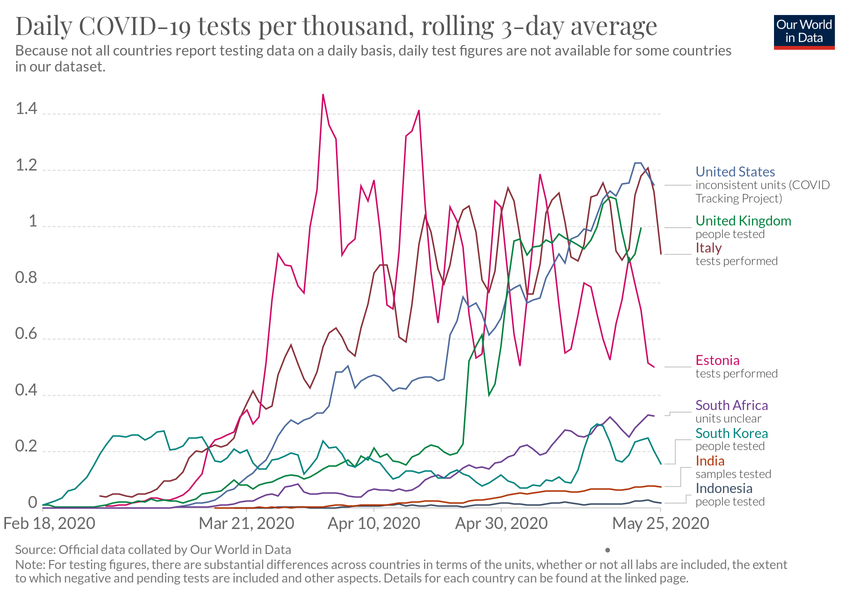 Daily COVID-19 tests per thousand, rolling 3-day average
Our World
in Data
Because not all countries report testing data on a daily basis, daily test figures are not available for some countries
in our dataset.
1.4
1.2
1
0.8
0.6
0.4
0.2
0
United States
inconsistent units (COVID
Tracking Project)
United Kingdom
people tested
Italy
tests performed
Estonia
tests performed
South Africa
units unclear
South Korea
people tested
India
samples tested
Indonesia
people tested
Feb 18, 2020
Mar 21, 2020
Apr 10, 2020
Apr 30, 2020
May 25, 2020
Source: Official data collated by Our World in Data
Note: For testing figures, there are substantial differences across countries in terms of the units, whether or not all labs are included, the extent
to which negative and pending tests are included and other aspects. Details for each country can be found at the linked page.